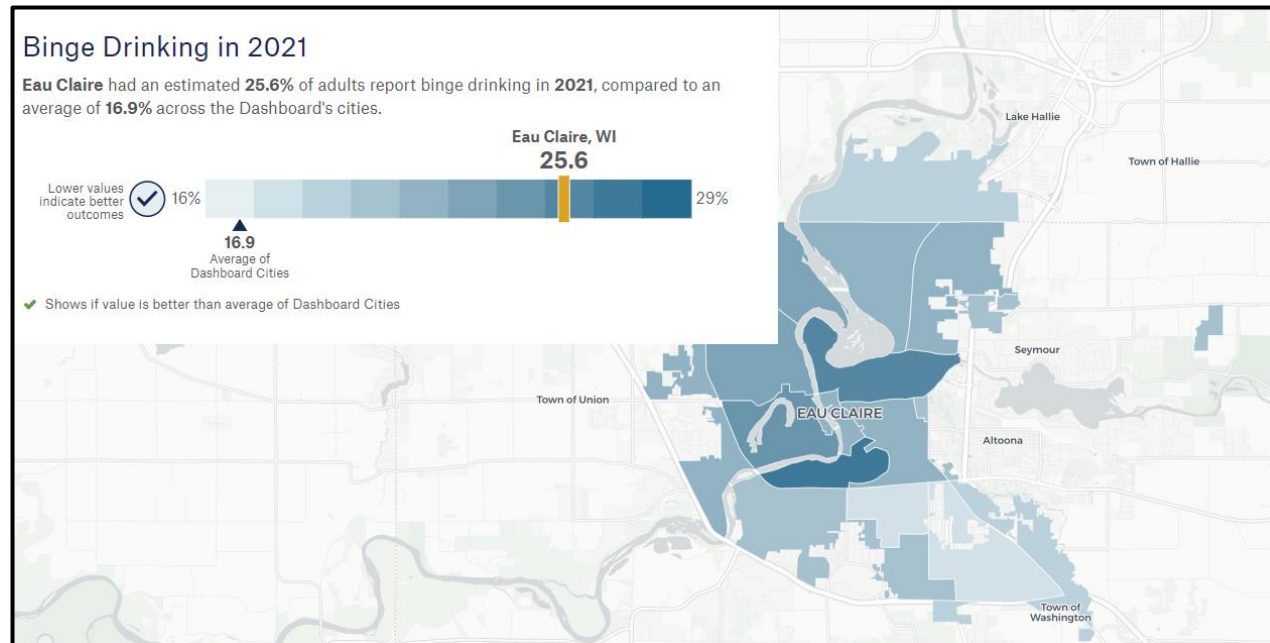 Binge Drinking in 2021
Eau Claire had an estimated 25.6% of adults report binge drinking in 2021, compared to an
average of 16.9% across the Dashboard's cities.
Eau Claire, WI
25.6
Lower values
indicate better
outcomes
16%
29%
16.9
Average of
Dashboard Cities
Shows if value is better than average of Dashboard Cities
Lake Hallie
Town of Hallie
Seymour
Town of Union
EAU CLAIRE
Altoona
Town of
Washington